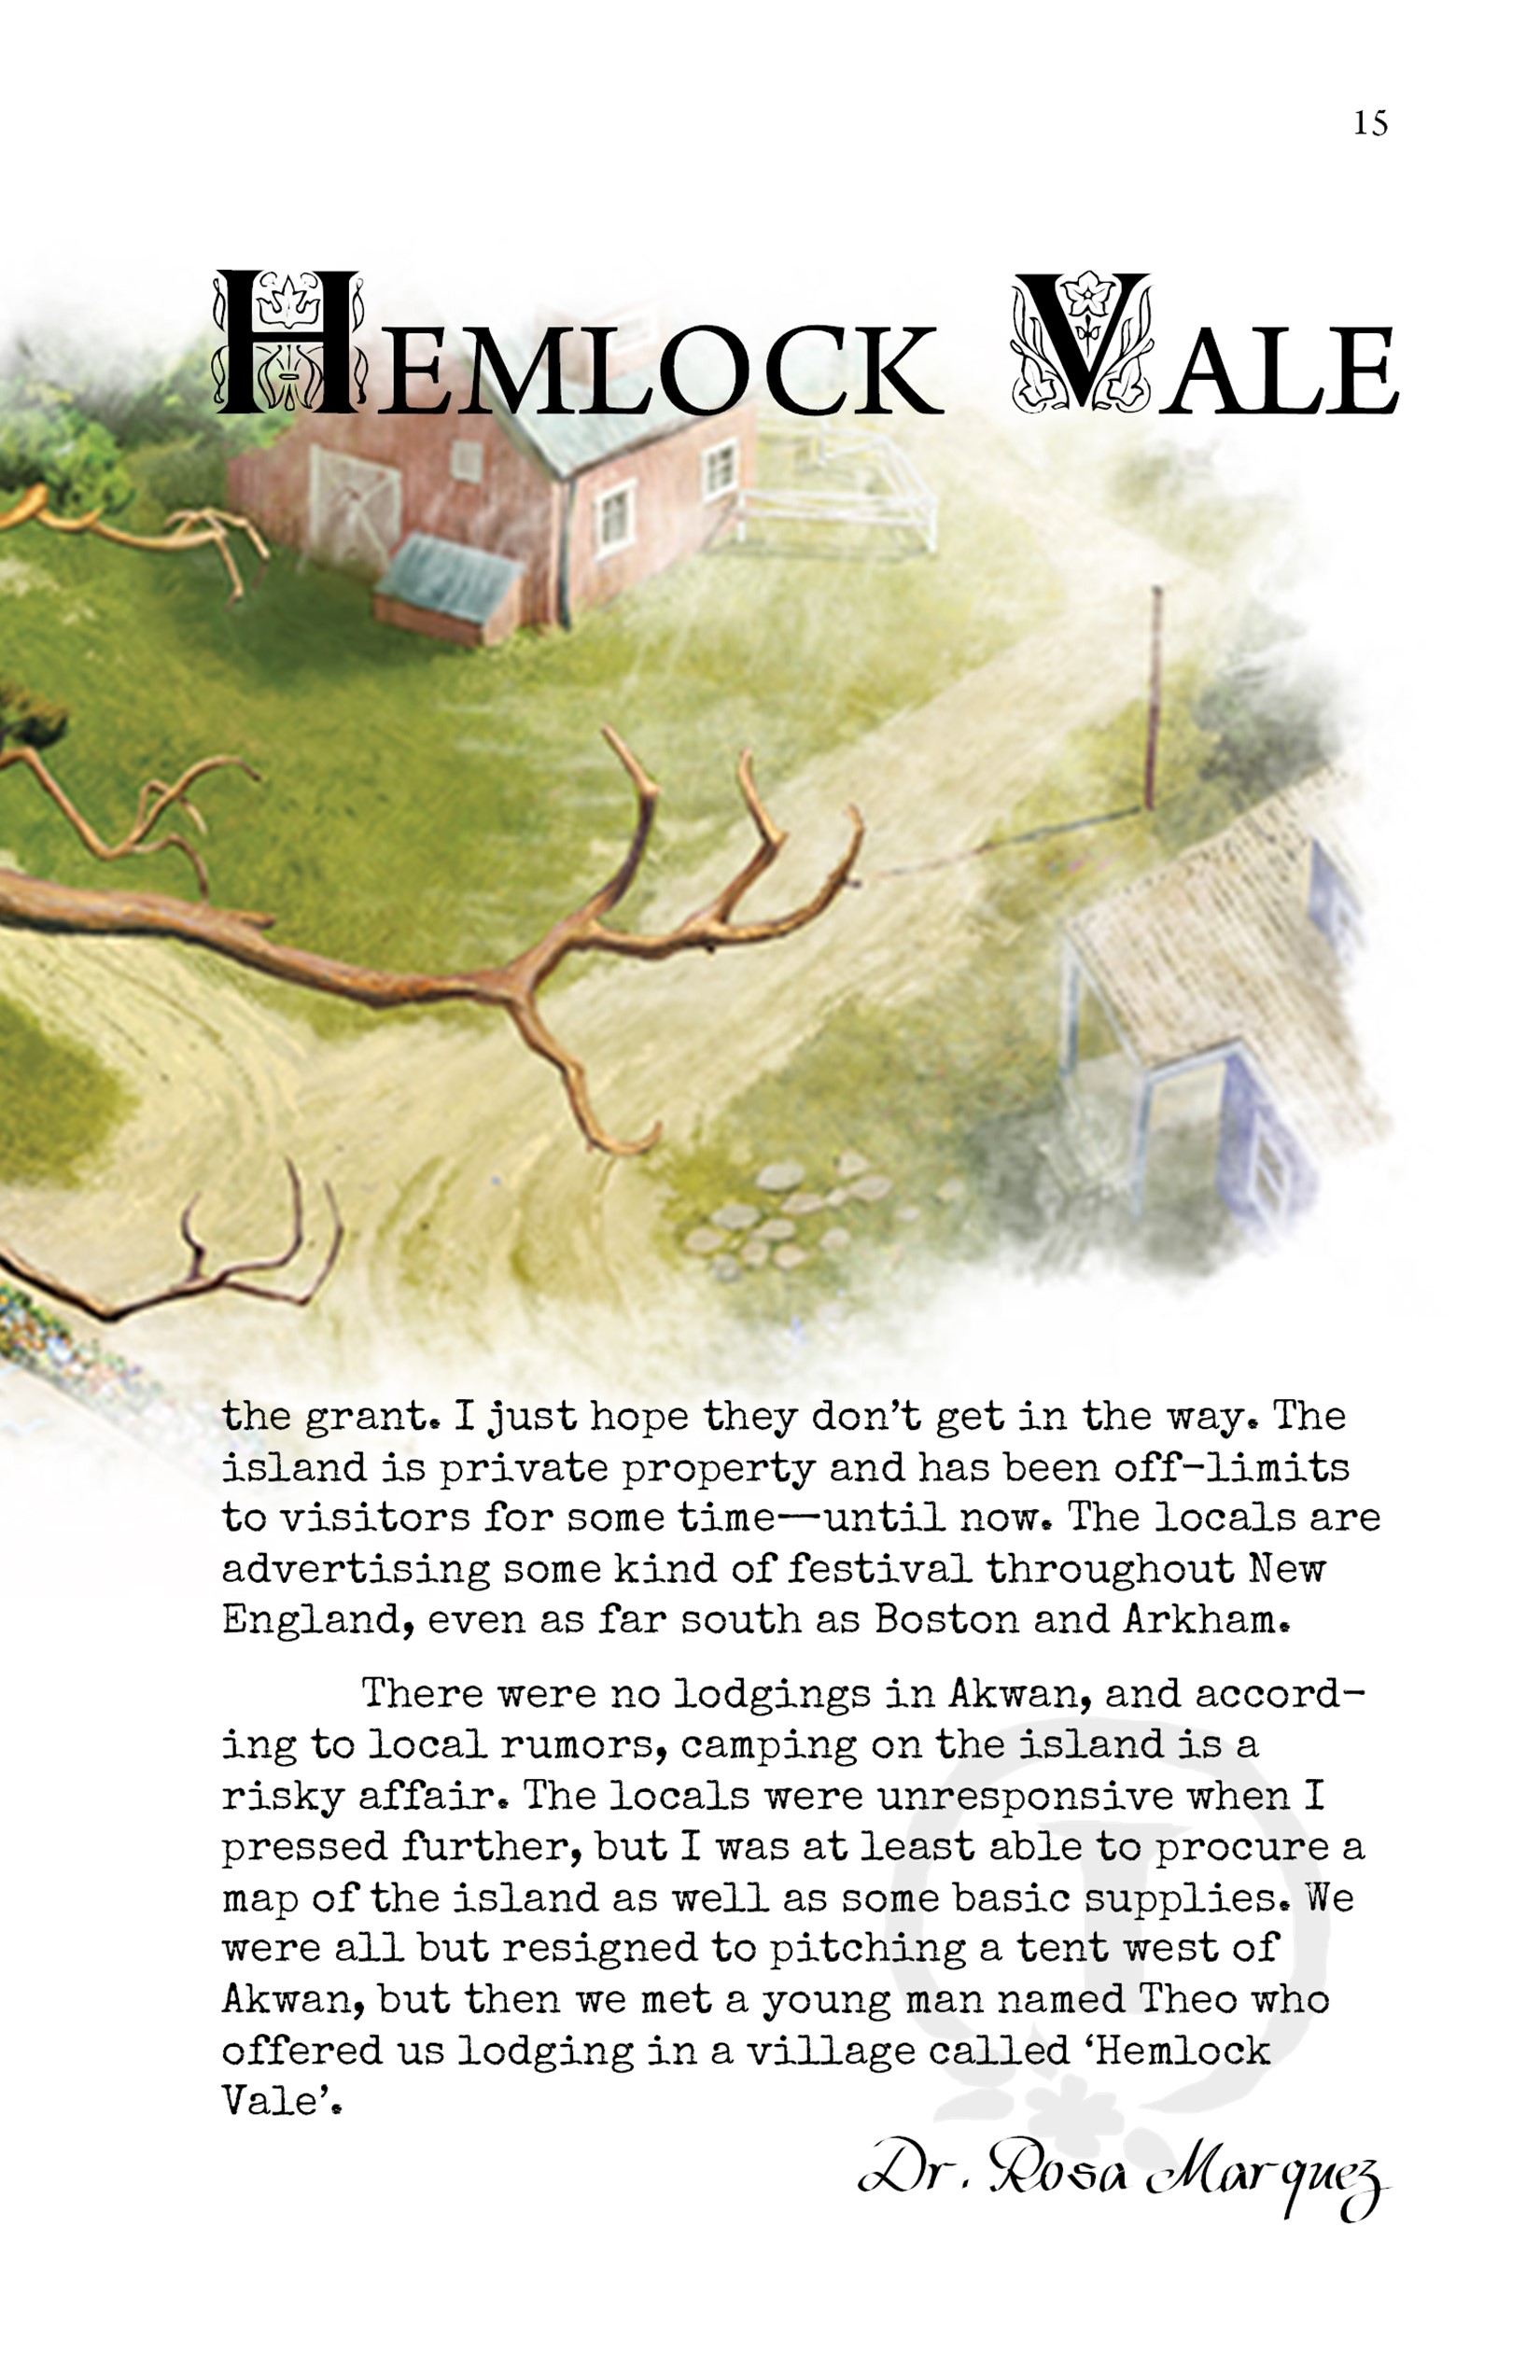 15
Hemlock Vale
the grant. I just hope they don’t get in the way. The
island is private property and has been off-limits
to visitors for some time—until now. The locals are
advertising some kind of festival throughout New
England, even as far south as Boston and Arkham.
There were no lodgings in Akwan, and accord-
ing to local rumors, camping on the island is a
risky affair. The locals were unresponsive when I
pressed further, but I was at least able to procure a
map of the island as well as some basic supplies. We
were all but resigned to pitching a tent west of
Akwan, but then we met a young man named Theo who
offered us lodging in a village called ‘Hemlock
Vale’.
Dr. Rosa Marquez